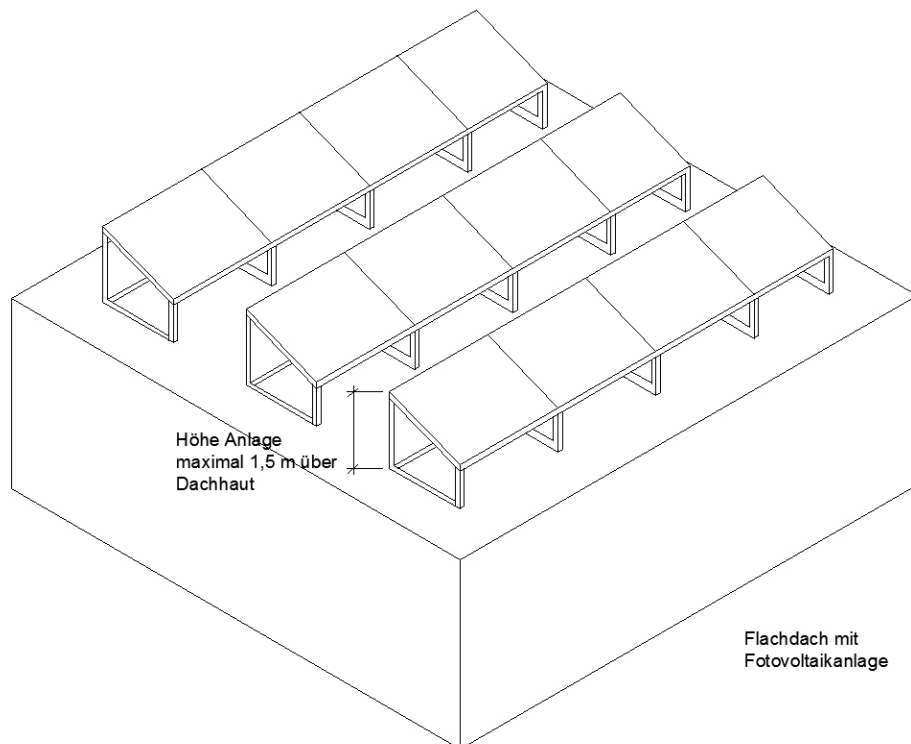 Höhe Anlage
maximal 1,5 m über
Dachhaut
Flachdach mit
Fotovoltaikanlage